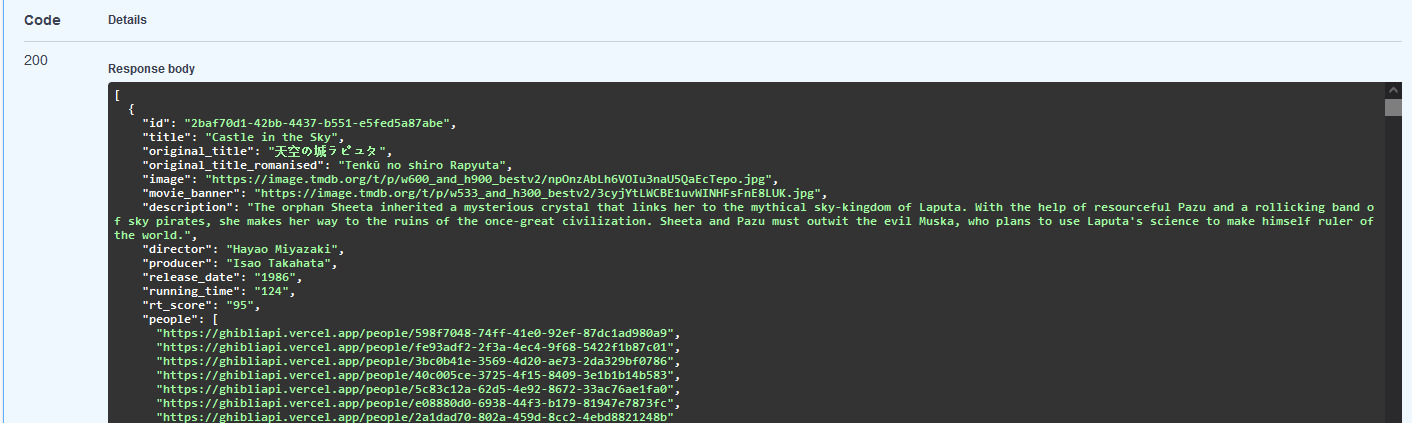 Code Details
200
Response body
[
{
"id": "2baf70d1-42bb-4437-b551-e5fed5a87abe",
"title": "Castle in the Sky",
"original_title": "天空の城ラピュタ",
"original_title_romanised": "Tenkū no shiro Rapyuta",
"image": "https://image.tmdb.org/t/p/w600_and_h900_bestv2/npOnzAbLh6VOIu3naU5QaEcTepo.jpg",
"movie_banner": "https://image.tmdb.org/t/p/w533_and_h300_bestv2/3cyjYtLWCBE1uvWINHFsFnE8LUK.jpg",
"description": "The orphan Sheeta inherited a mysterious crystal that links her to the mythical sky-kingdom of Laputa. With the help of resourceful Pazu and a rollicking band o
f sky pirates, she makes her way to the ruins of the once-great civilization. Sheeta and Pazu must outwit the evil Muska, who plans to use Laputa's science to make himself ruler of
the world.",
"director": "Hayao Miyazaki",
"producer": "Isao Takahata",
"release_date": "1986",
"running_time": "124",
"rt_score": "95",
"people": [
"https://ghibliapi.vercel.app/people/598f7048-74ff-41e0-92ef-87dc1ad980a9",
"https://ghibliapi.vercel.app/people/fe93adf2-2f3a-4ec4-9f68-5422f1b87c01",
"https://ghibliapi.vercel.app/people/3bc0b41e-3569-4d20-ae73-2da329bf0786",
"https://ghibliapi.vercel.app/people/40c005ce-3725-4f15-8409-3e1b1b14b583",
"https://ghibliapi.vercel.app/people/5c83c12a-62d5-4e92-8672-33ac76ae1fa0",
"https://ghibliapi.vercel.app/people/e08880d0-6938-44f3-b179-81947e7873fc",
"https://ghibliapi.vercel.app/people/2a1dad70-802a-459d-8cc2-4ebd8821248b"